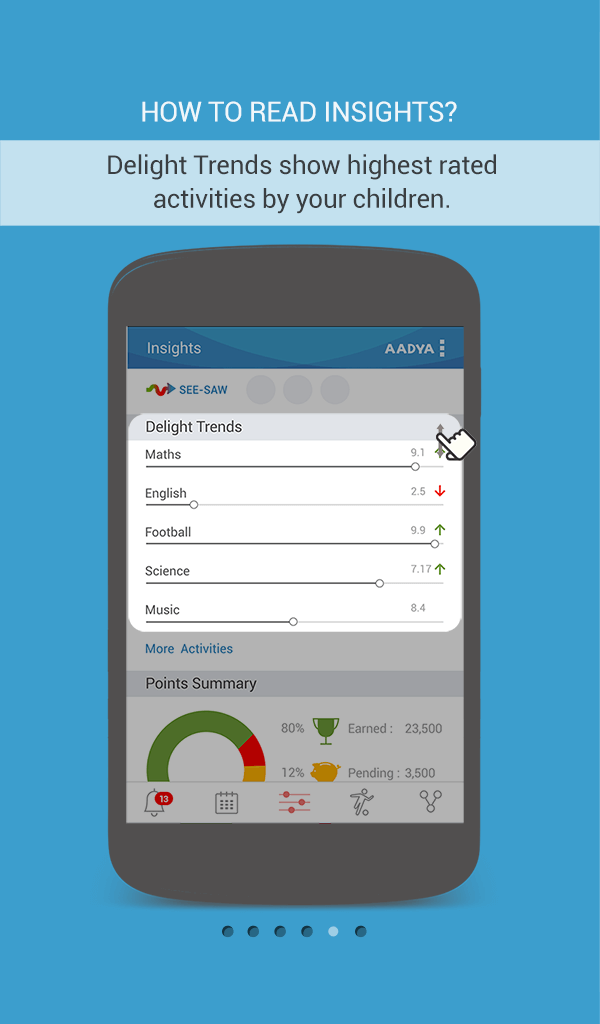 HOW TO READ INSIGHTS?
Delight Trends show highest rated
activities by your children.
Insights AADYA
SEE-SAW
Delight Trends
Maths 9.1
English 2.5
Football 9.9
Science 7.17
Music 8.4
More Activities
Points Summary
80% Earned : 23,500
12% Pending : 3,500
13